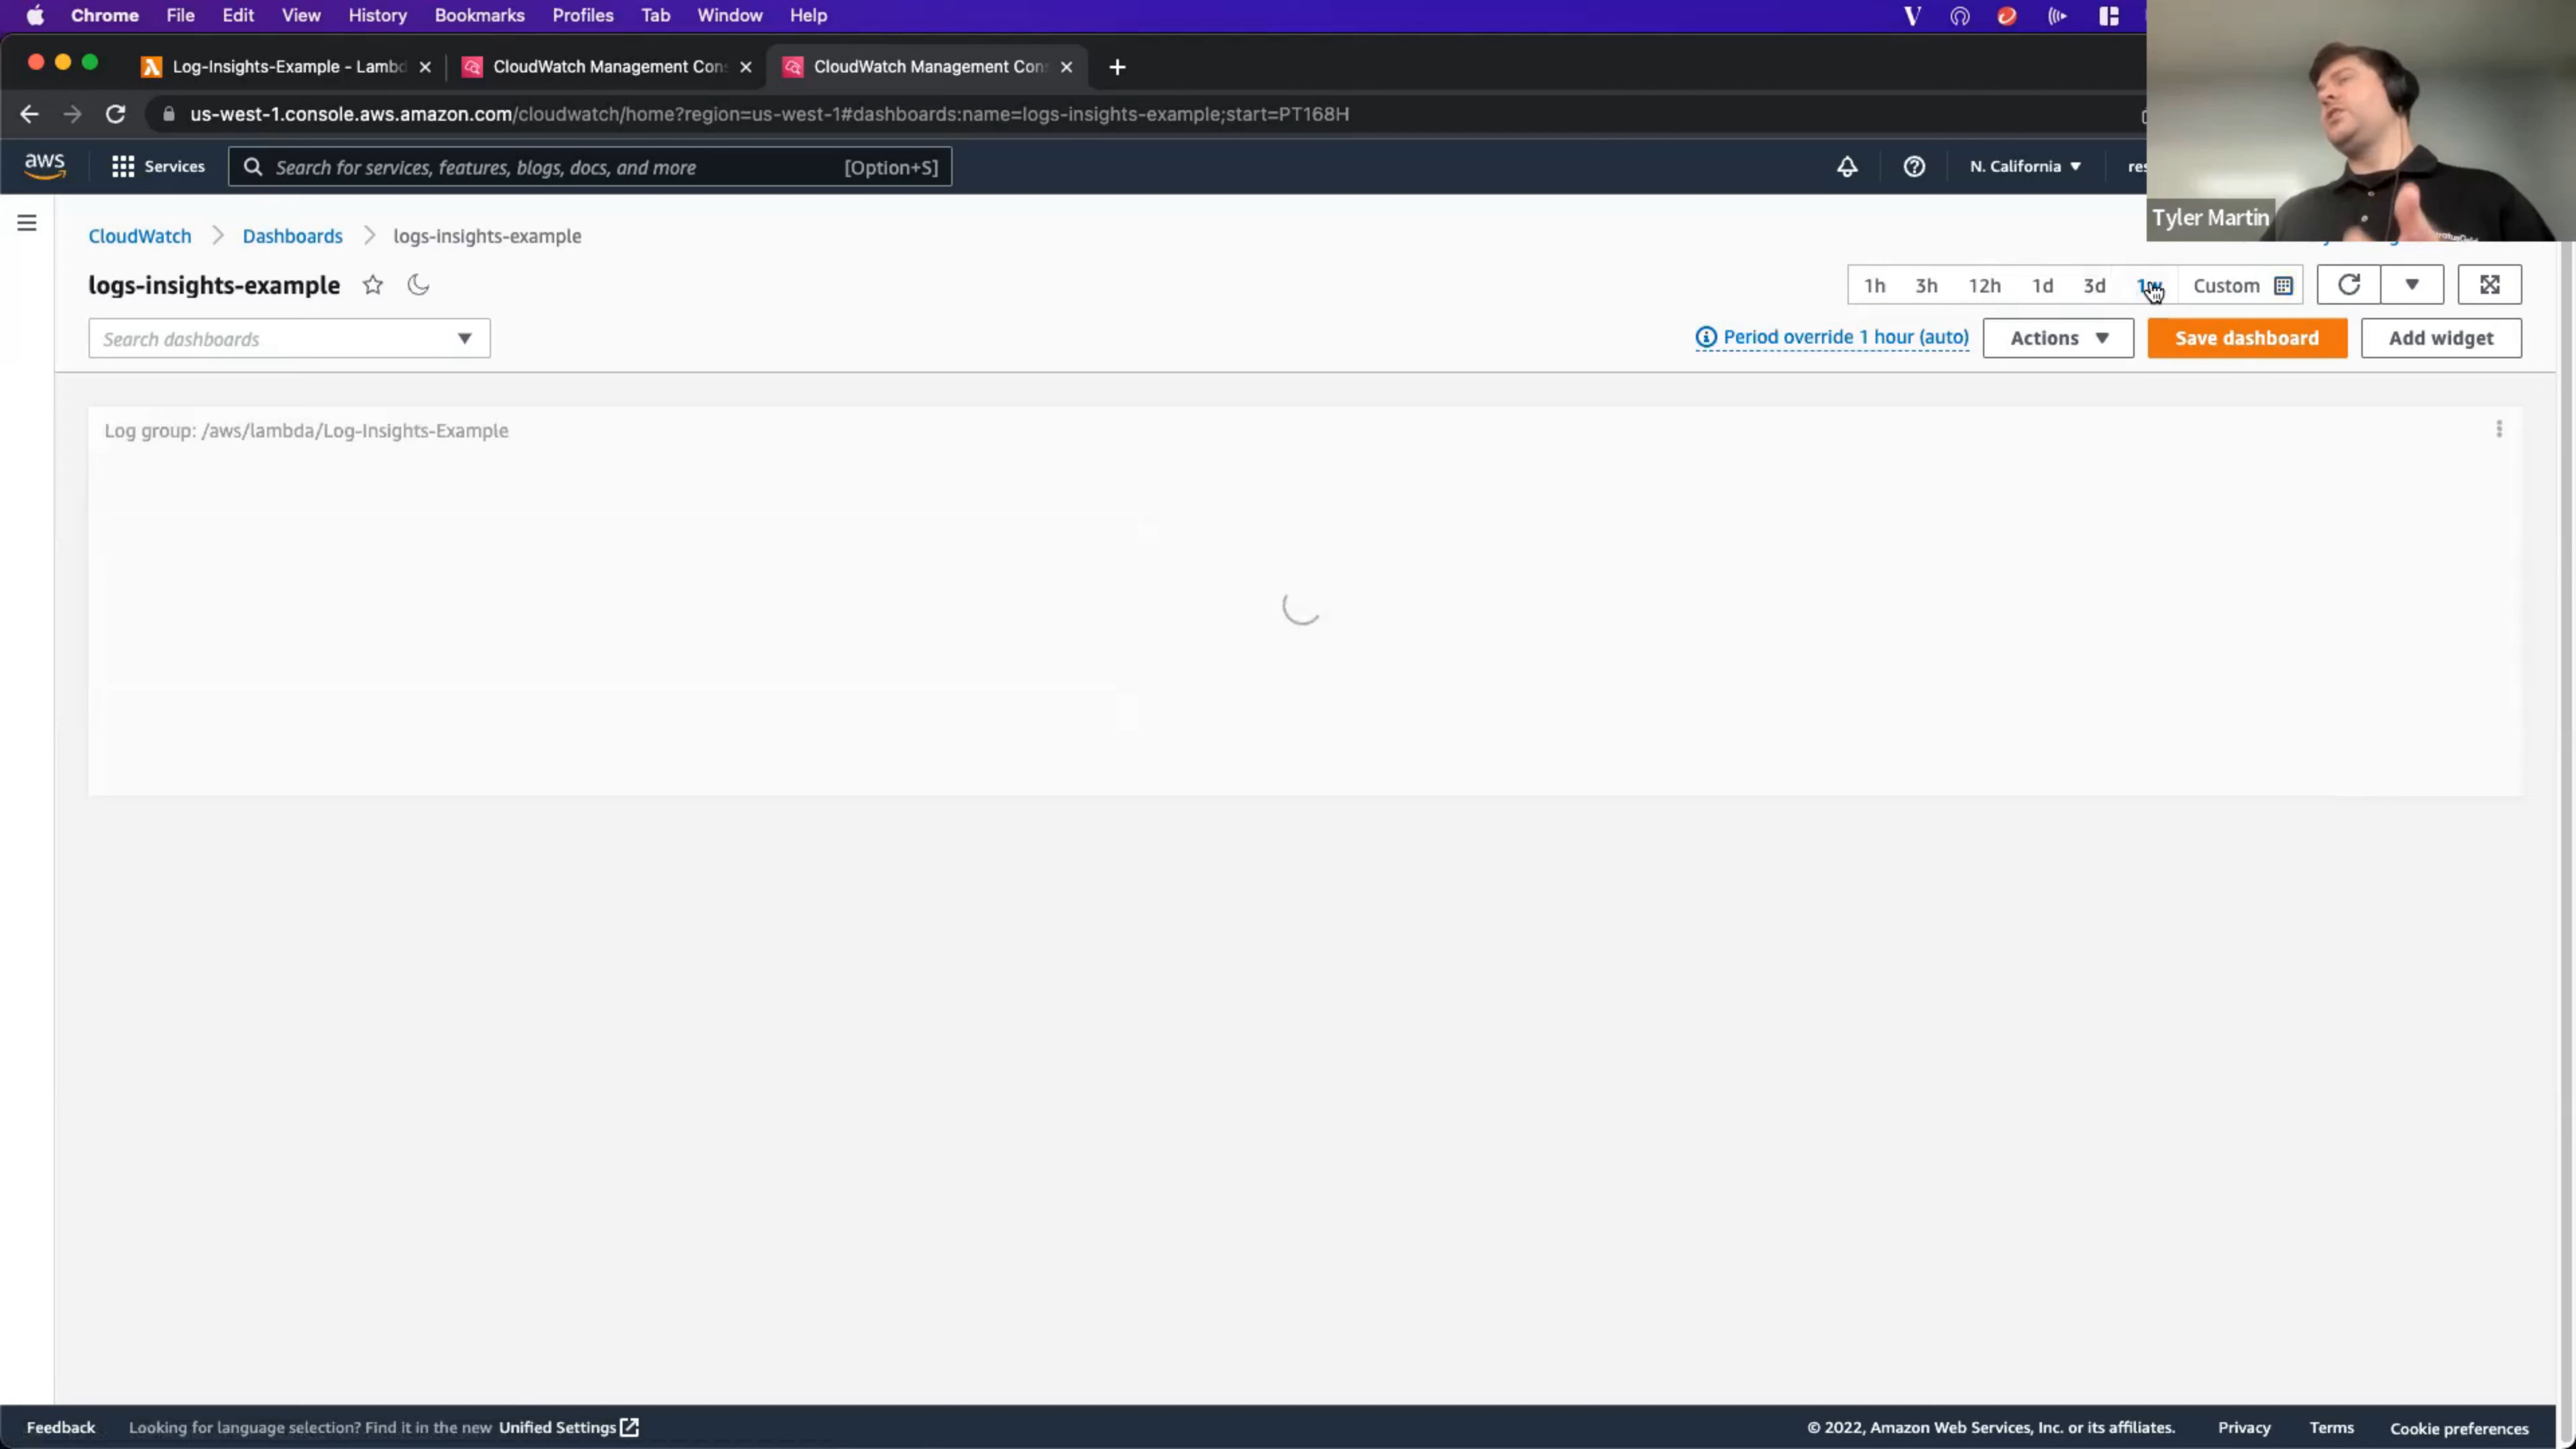 Chrome File Edit View History Bookmarks Profiles Tab Window Help
Log-Insights-Example - Lambd CloudWatch Management Con CloudWatch Management Con
us-west-1.console.aws.amazon.com/cloudwatch/home?region=us-west-1#dashboards:name=logs-insights-example;start=PT168H
aws Services Search for services, features, blogs, docs, and more [Option+S] N. California
Tyler Martin
CloudWatch Dashboards logs-insights-example
logs-insights-example 1h 3h 12h 1d 3d 1w Custom
Search dashboards Period override 1 hour (auto) Actions Save dashboard Add widget
Log group: /aws/lambda/Log-Insights-Example
Feedback Looking for language selection? Find it in the new Unified Settings © 2022, Amazon Web Services, Inc. or its affiliates. Privacy Terms Cookie preferences